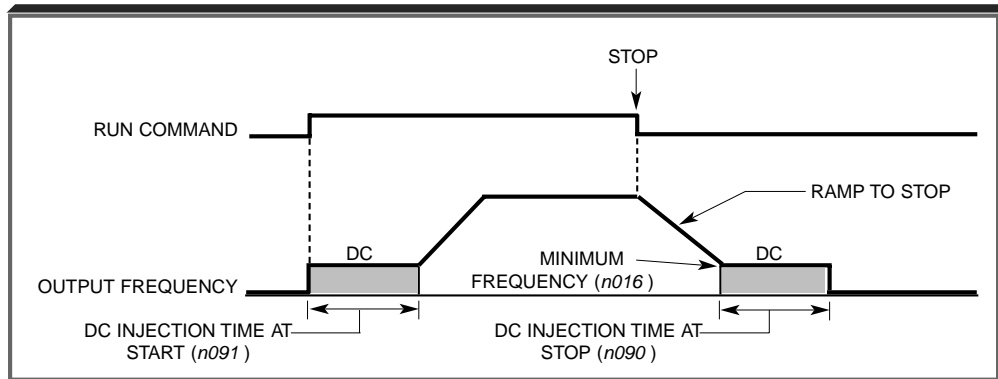 STOP
RUN COMMAND
RAMP TO STOP
DC
MINIMUM
FREQUENCY (n016 )
DC
OUTPUT FREQUENCY
DC INJECTION TIME AT
START (n091 )
DC INJECTION TIME AT
STOP (n090 )